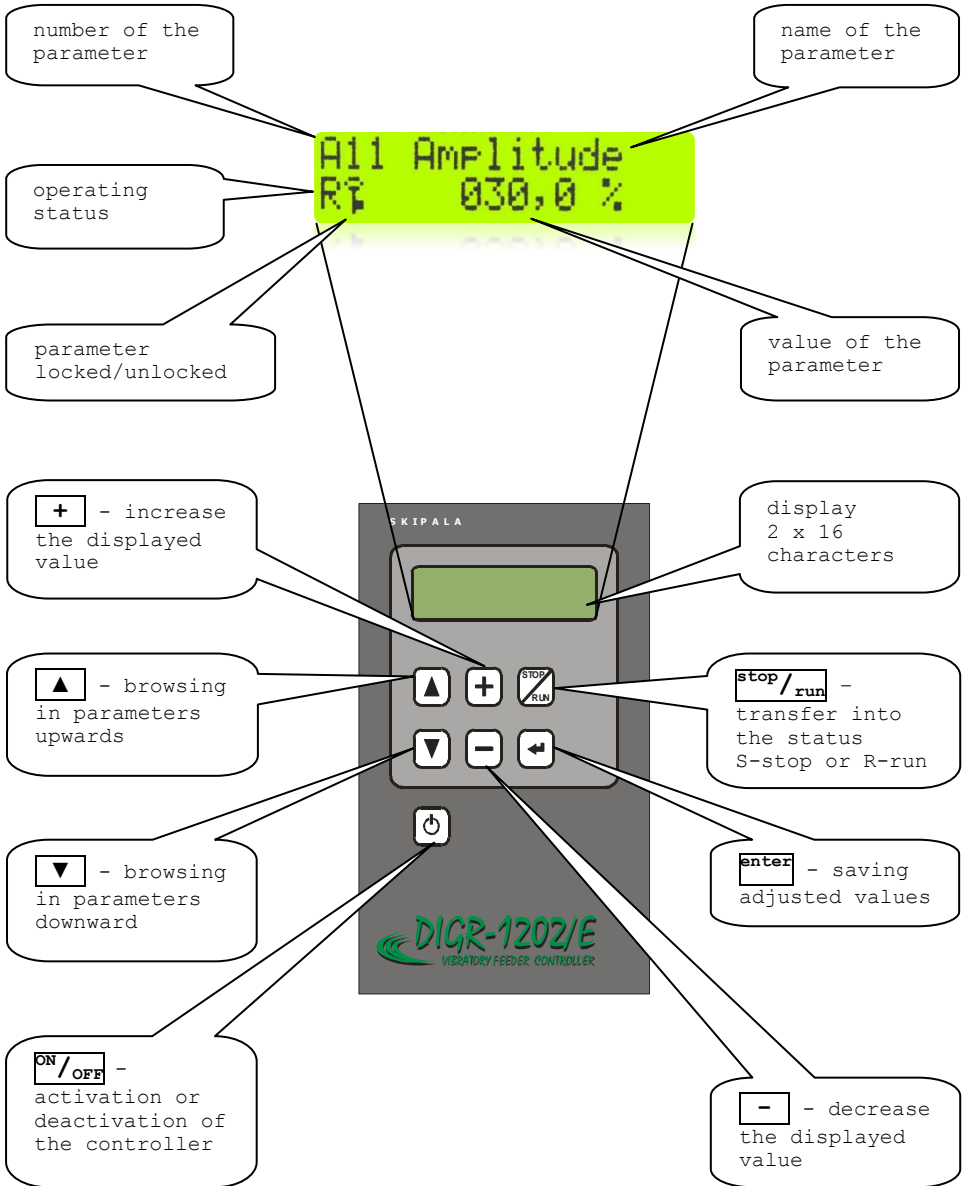 number of the
parameter
name of the
parameter
A11 Amplitude
R 030,0 %
operating
status
parameter
locked/unlocked
value of the
parameter
+ - increase
the displayed
value
SKIPALA
display
2 x 16
characters
▲ - browsing
in parameters
upwards
STOP/RUN
stop/run -
transfer into
the status
S-stop or R-run
▼ - browsing
in parameters
downward
enter - saving
adjusted values
DIGR-1202/E
VIBRATORY FEEDER CONTROLLER
ON/OFF -
activation or
deactivation of
the controller
- - decrease
the displayed
value